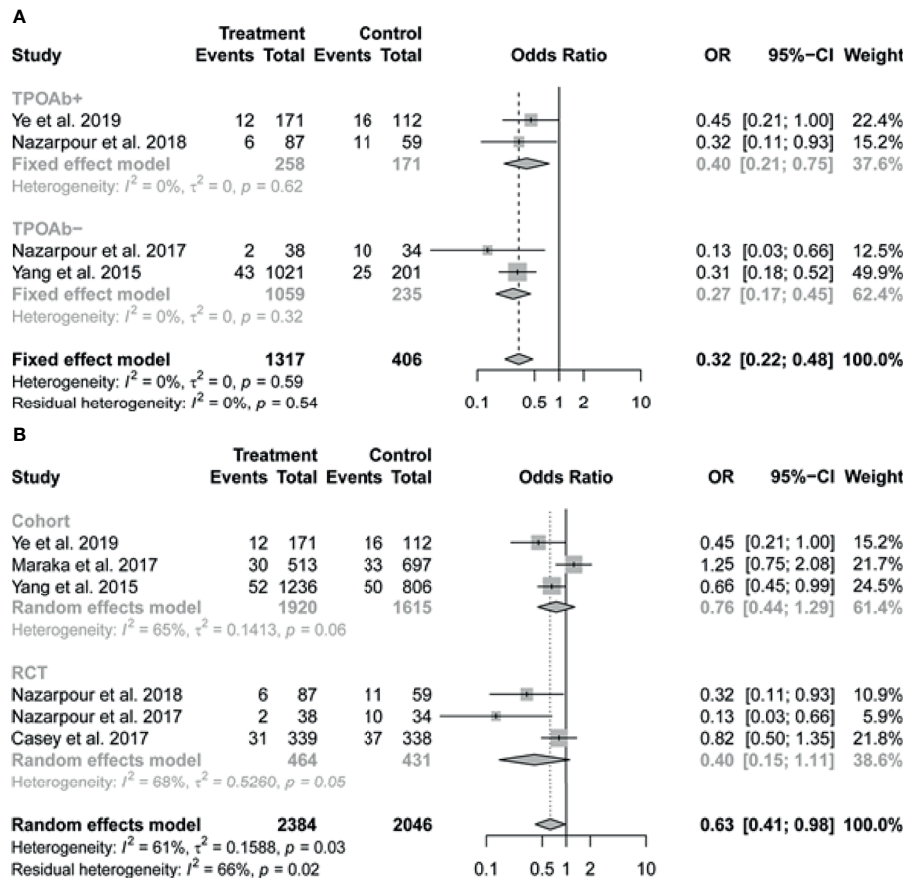 A
Treatment Control
Study Events Total Events Total Odds Ratio OR 95%−CI Weight
TPOAb+
Ye et al. 2019 12 171 16 112 0.45 [0.21; 1.00] 22.4%
Nazarpour et al. 2018 6 87 11 59 0.32 [0.11; 0.93] 15.2%
Fixed effect model 258 171 0.40 [0.21; 0.75] 37.6%
Heterogeneity: I² = 0%, τ² = 0, p = 0.62
TPOAb−
Nazarpour et al. 2017 2 38 10 34 0.13 [0.03; 0.66] 12.5%
Yang et al. 2015 43 1021 25 201 0.31 [0.18; 0.52] 49.9%
Fixed effect model 1059 235 0.27 [0.17; 0.45] 62.4%
Heterogeneity: I² = 0%, τ² = 0, p = 0.32
Fixed effect model 1317 406 0.32 [0.22; 0.48] 100.0%
Heterogeneity: I² = 0%, τ² = 0, p = 0.59
Residual heterogeneity: I² = 0%, p = 0.54
0.1 0.5 1 2 10
B
Treatment Control
Study Events Total Events Total Odds Ratio OR 95%−CI Weight
Cohort
Ye et al. 2019 12 171 16 112 0.45 [0.21; 1.00] 15.2%
Maraka et al. 2017 30 513 33 697 1.25 [0.75; 2.08] 21.7%
Yang et al. 2015 52 1236 50 806 0.66 [0.45; 0.99] 24.5%
Random effects model 1920 1615 0.76 [0.44; 1.29] 61.4%
Heterogeneity: I² = 65%, τ² = 0.1413, p = 0.06
RCT
Nazarpour et al. 2018 6 87 11 59 0.32 [0.11; 0.93] 10.9%
Nazarpour et al. 2017 2 38 10 34 0.13 [0.03; 0.66] 5.9%
Casey et al. 2017 31 339 37 338 0.82 [0.50; 1.35] 21.8%
Random effects model 464 431 0.40 [0.15; 1.11] 38.6%
Heterogeneity: I² = 68%, τ² = 0.5260, p = 0.05
Random effects model 2384 2046 0.63 [0.41; 0.98] 100.0%
Heterogeneity: I² = 61%, τ² = 0.1588, p = 0.03
Residual heterogeneity: I² = 66%, p = 0.02
0.1 0.5 1 2 10